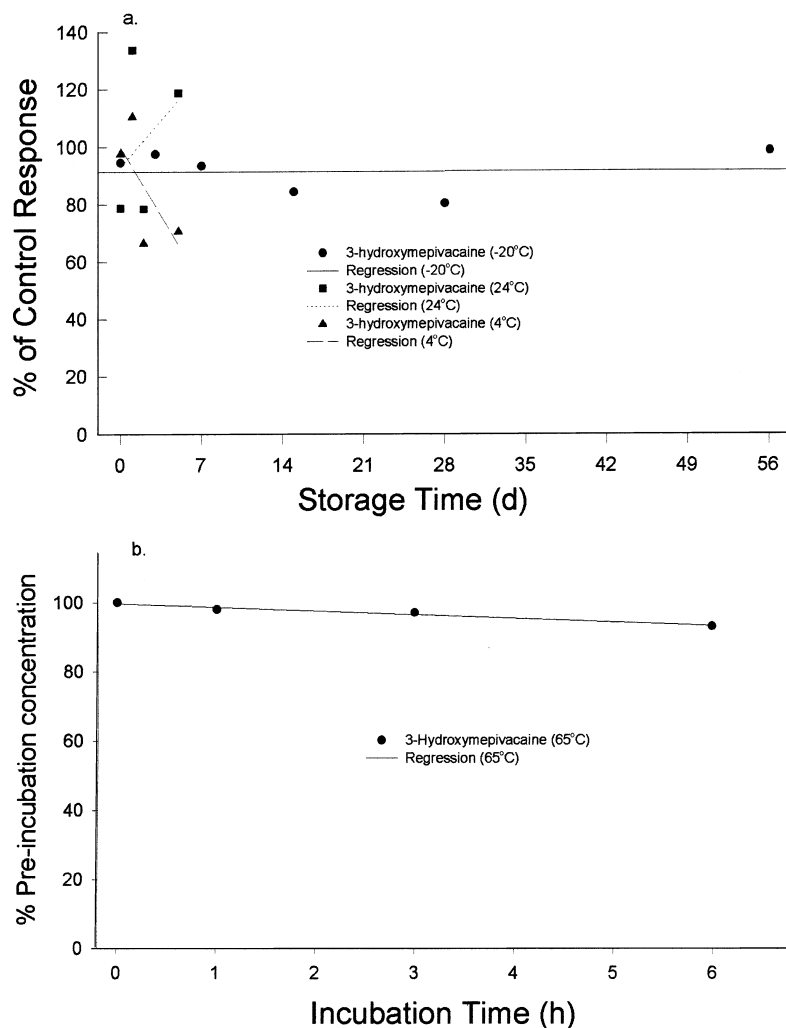 a.
% of Control Response
140
120
100
80
60
40
20
0
3-hydroxymepivacaine (-20°C)
Regression (-20°C)
3-hydroxymepivacaine (24°C)
Regression (24°C)
3-hydroxymepivacaine (4°C)
Regression (4°C)
0 7 14 21 28 35 42 49 56
Storage Time (d)
b.
% Pre-incubation concentration
100
80
60
40
20
0
3-Hydroxymepivacaine (65°C)
Regression (65°C)
0 1 2 3 4 5 6
Incubation Time (h)